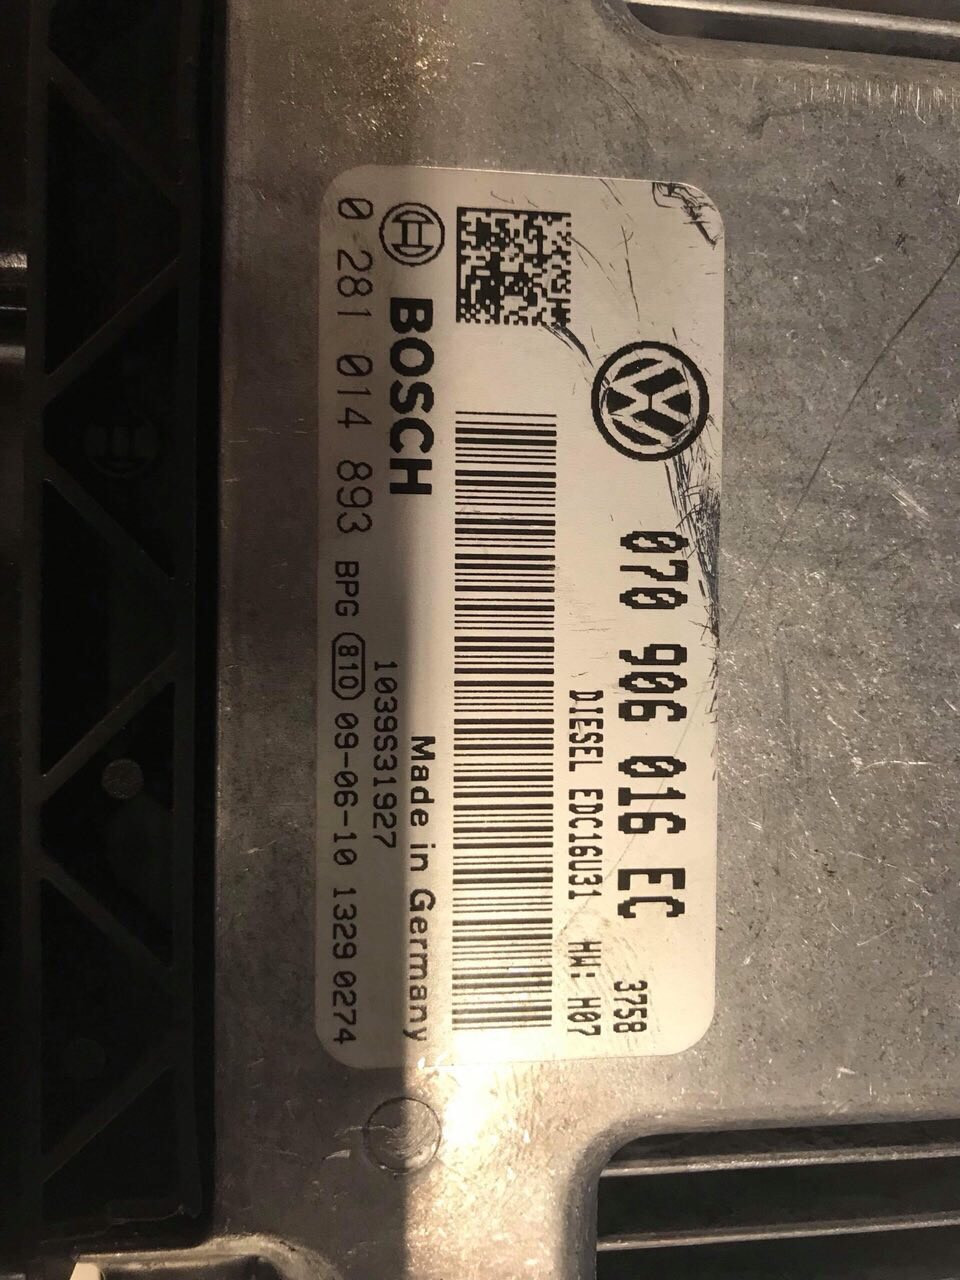 070 906 016 EC
3758
DIESEL EDC16U31 HW: H07
BOSCH
Made in Germany
1039S31927
0 281 014 893 BPG 810 09-06-10 1329 0274